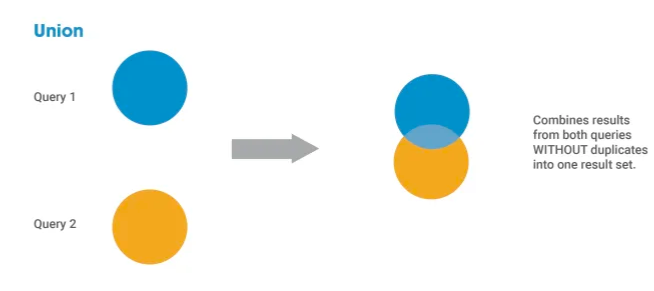 Union
Query 1
Query 2
Combines results
from both queries
WITHOUT duplicates
into one result set.